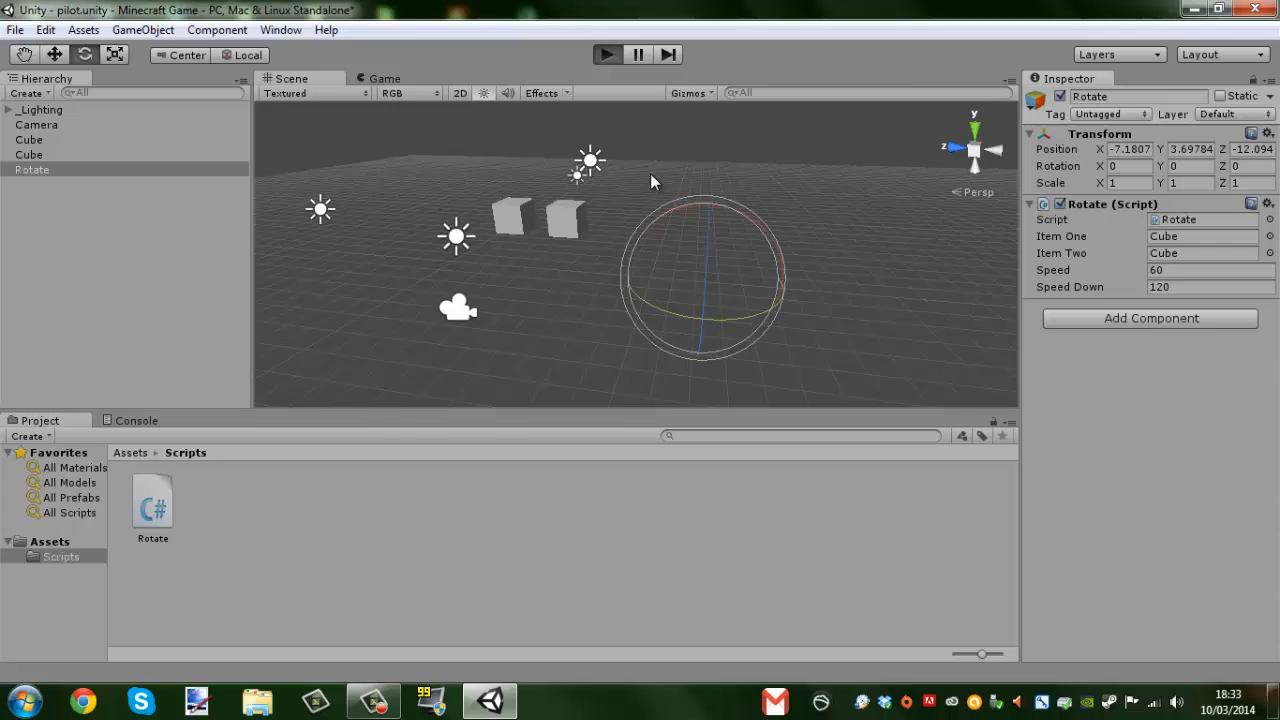 Unity - pilot.unity - Minecraft Game - PC, Mac & Linux Standalone*
File Edit Assets GameObject Component Window Help
Center Local Layers Layout
Hierarchy
Create All
_Lighting
Camera
Cube
Cube
Rotate
Scene Game
Textured RGB 2D Effects Gizmos All
y
z
Persp
Inspector
Rotate Static
Tag Untagged Layer Default
Transform
Position X -7.1807 Y 3.69784 Z -12.094
Rotation X 0 Y 0 Z 0
Scale X 1 Y 1 Z 1
Rotate (Script)
Script Rotate
Item One Cube
Item Two Cube
Speed 60
Speed Down 120
Add Component
Project Console
Create
Favorites
All Materials
All Models
All Prefabs
All Scripts
Assets
Scripts
Assets Scripts
C#
Rotate
99
18:33
10/03/2014